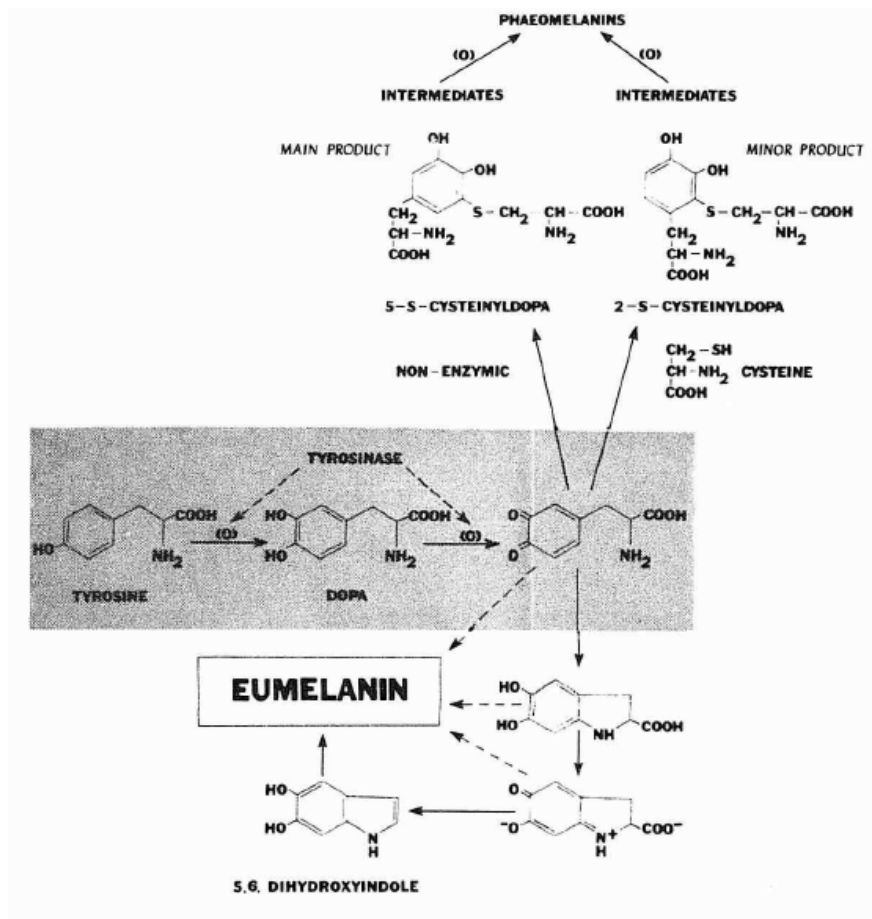 PHAEOMELANINS
(O) (O)
INTERMEDIATES INTERMEDIATES
MAIN PRODUCT
MINOR PRODUCT
OH
OH
S-CH2-CH-COOH
NH2
CH2
CH-NH2
COOH
OH
OH
S-CH2-CH-COOH
NH2
CH2
CH-NH2
COOH
5-S-CYSTEINYLDOPA 2-S-CYSTEINYLDOPA
NON-ENZYMIC
CH2-SH
CH-NH2 CYSTEINE
COOH
TYROSINASE
HO
COOH
NH2
(O)
HO
HO
COOH
NH2
(O)
O
O
COOH
NH2
TYROSINE DOPA
EUMELANIN
HO
HO
NH
COOH
HO
HO
N
H
O
-O
N+
H
COO-
5,6, DIHYDROXYINDOLE